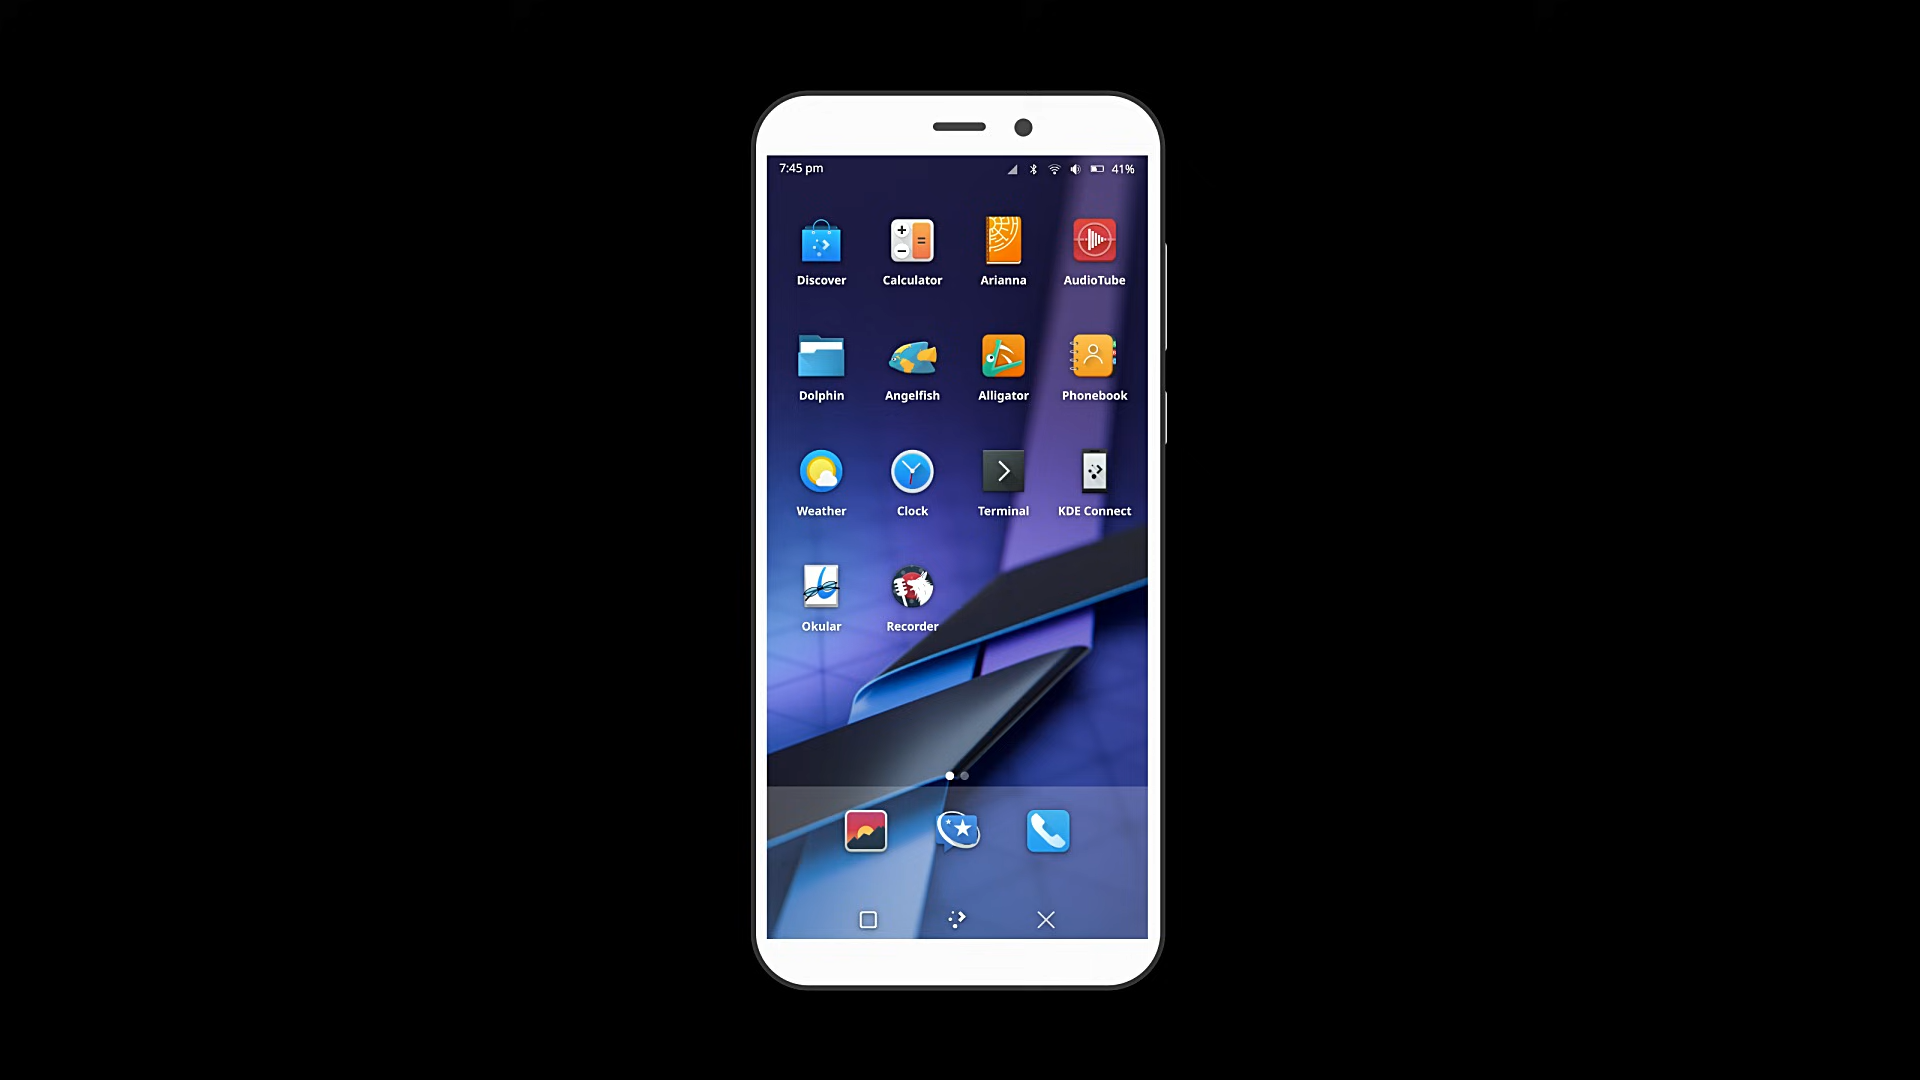 7:45 pm 41%
Discover Calculator Arianna AudioTube
Dolphin Angelfish Alligator Phonebook
Weather Clock Terminal KDE Connect
Okular Recorder